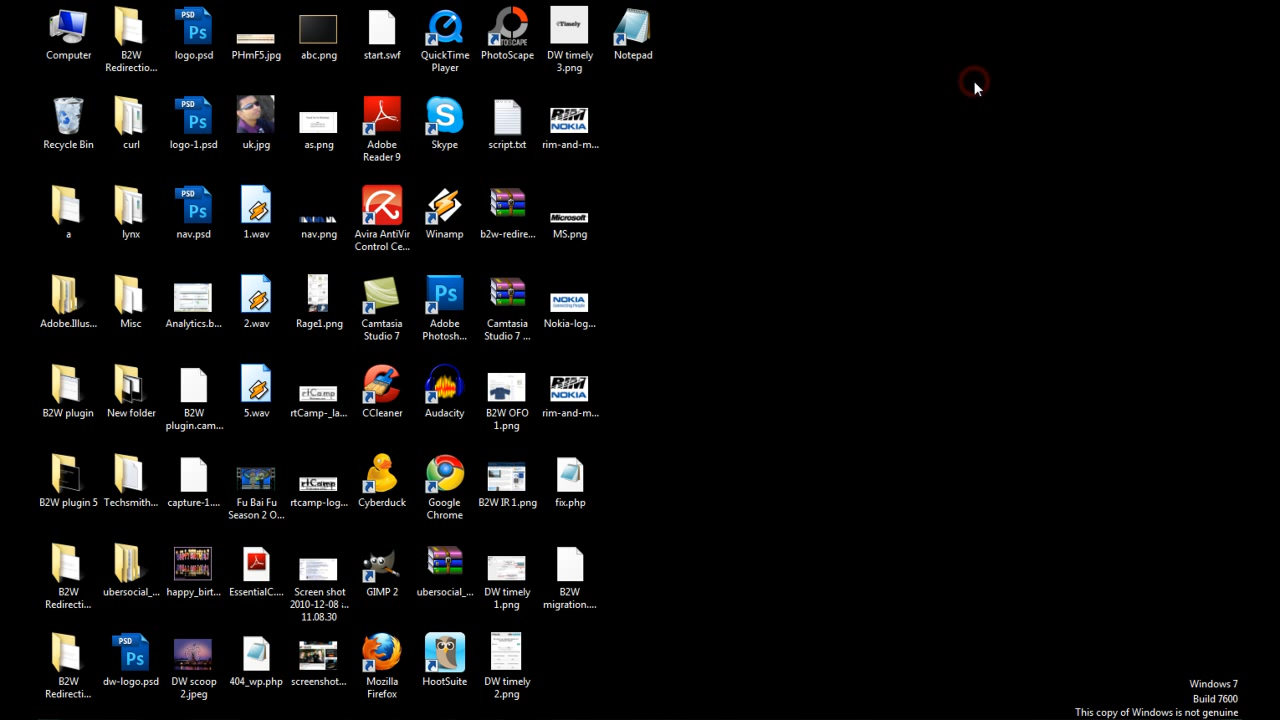 Computer
B2W
Redirectio...
logo.psd
PHmF5.jpg
abc.png
start.swf
QuickTime
Player
PhotoScape
DW timely
3.png
Notepad
Recycle Bin
curl
logo-1.psd
uk.jpg
as.png
Adobe
Reader 9
Skype
script.txt
rim-and-m...
a
lynx
nav.psd
1.wav
nav.png
Avira AntiVir
Control Ce...
Winamp
b2w-redire...
MS.png
Adobe.Illus...
Misc
Analytics.b...
2.wav
Rage1.png
Camtasia
Studio 7
Adobe
Photosh...
Camtasia
Studio 7 ...
Nokia-log...
B2W plugin
New folder
B2W
plugin.cam...
5.wav
rtCamp-_la...
CCleaner
Audacity
B2W OFO
1.png
rim-and-m...
B2W plugin 5
Techsmith...
capture-1....
Fu Bai Fu
Season 2 O...
rtcamp-log...
Cyberduck
Google
Chrome
B2W IR 1.png
fix.php
B2W
Redirecti...
ubersocial_...
happy_birt...
EssentialC....
Screen shot
2010-12-08 i...
11.08.30
GIMP 2
ubersocial_...
DW timely
1.png
B2W
migration....
B2W
Redirecti...
dw-logo.psd
DW scoop
2.jpeg
404_wp.php
screenshot...
Mozilla
Firefox
HootSuite
DW timely
2.png
Windows 7
Build 7600
This copy of Windows is not genuine